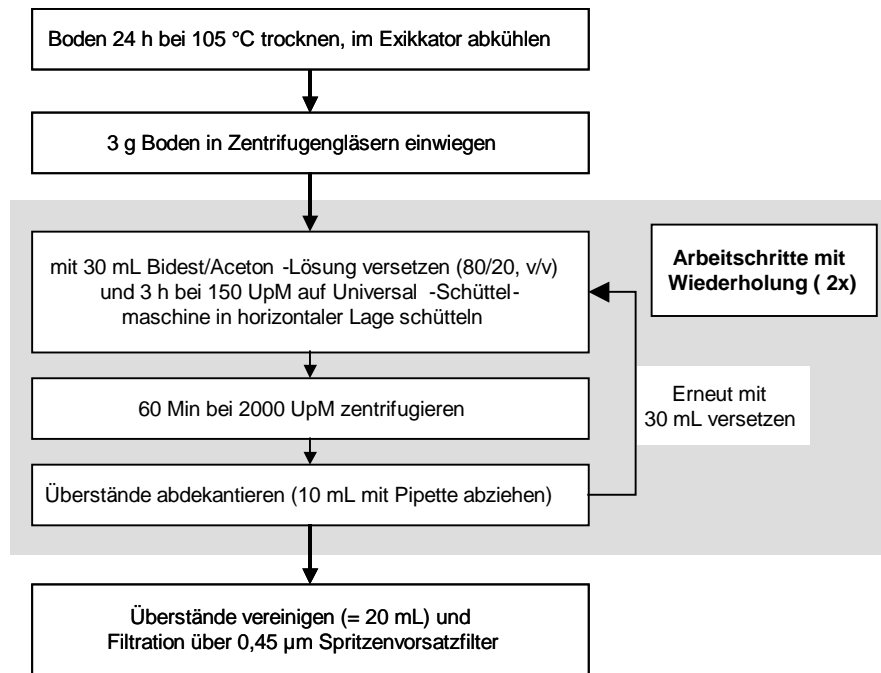 Boden 24 h bei 105 °C trocknen, im Exikkator abkühlen
3 g Boden in Zentrifugengläsern einwiegen
mit 30 mL Bidest/Aceton -Lösung versetzen (80/20, v/v)
und 3 h bei 150 UpM auf Universal -Schüttel-
maschine in horizontaler Lage schütteln
Arbeitschritte mit
Wiederholung ( 2x)
60 Min bei 2000 UpM zentrifugieren
Erneut mit
30 mL versetzen
Überstände abdekantieren (10 mL mit Pipette abziehen)
Überstände vereinigen (= 20 mL) und
Filtration über 0,45 µm Spritzenvorsatzfilter